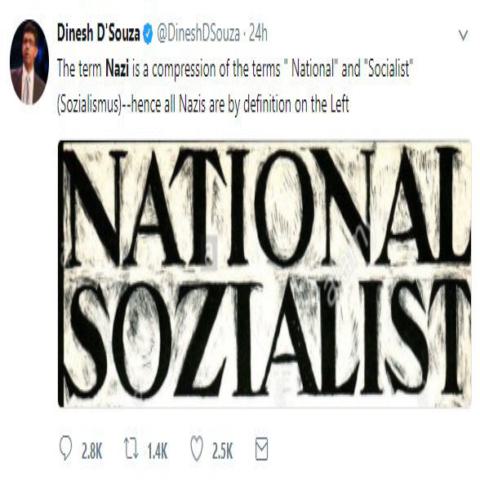 Dinesh D'Souza @DineshDSouza · 24h
The term Nazi is a compression of the terms " National" and "Socialist"
(Sozialismus)--hence all Nazis are by definition on the Left
NATIONAL
SOZIALIST
2.8K 1.4K 2.5K